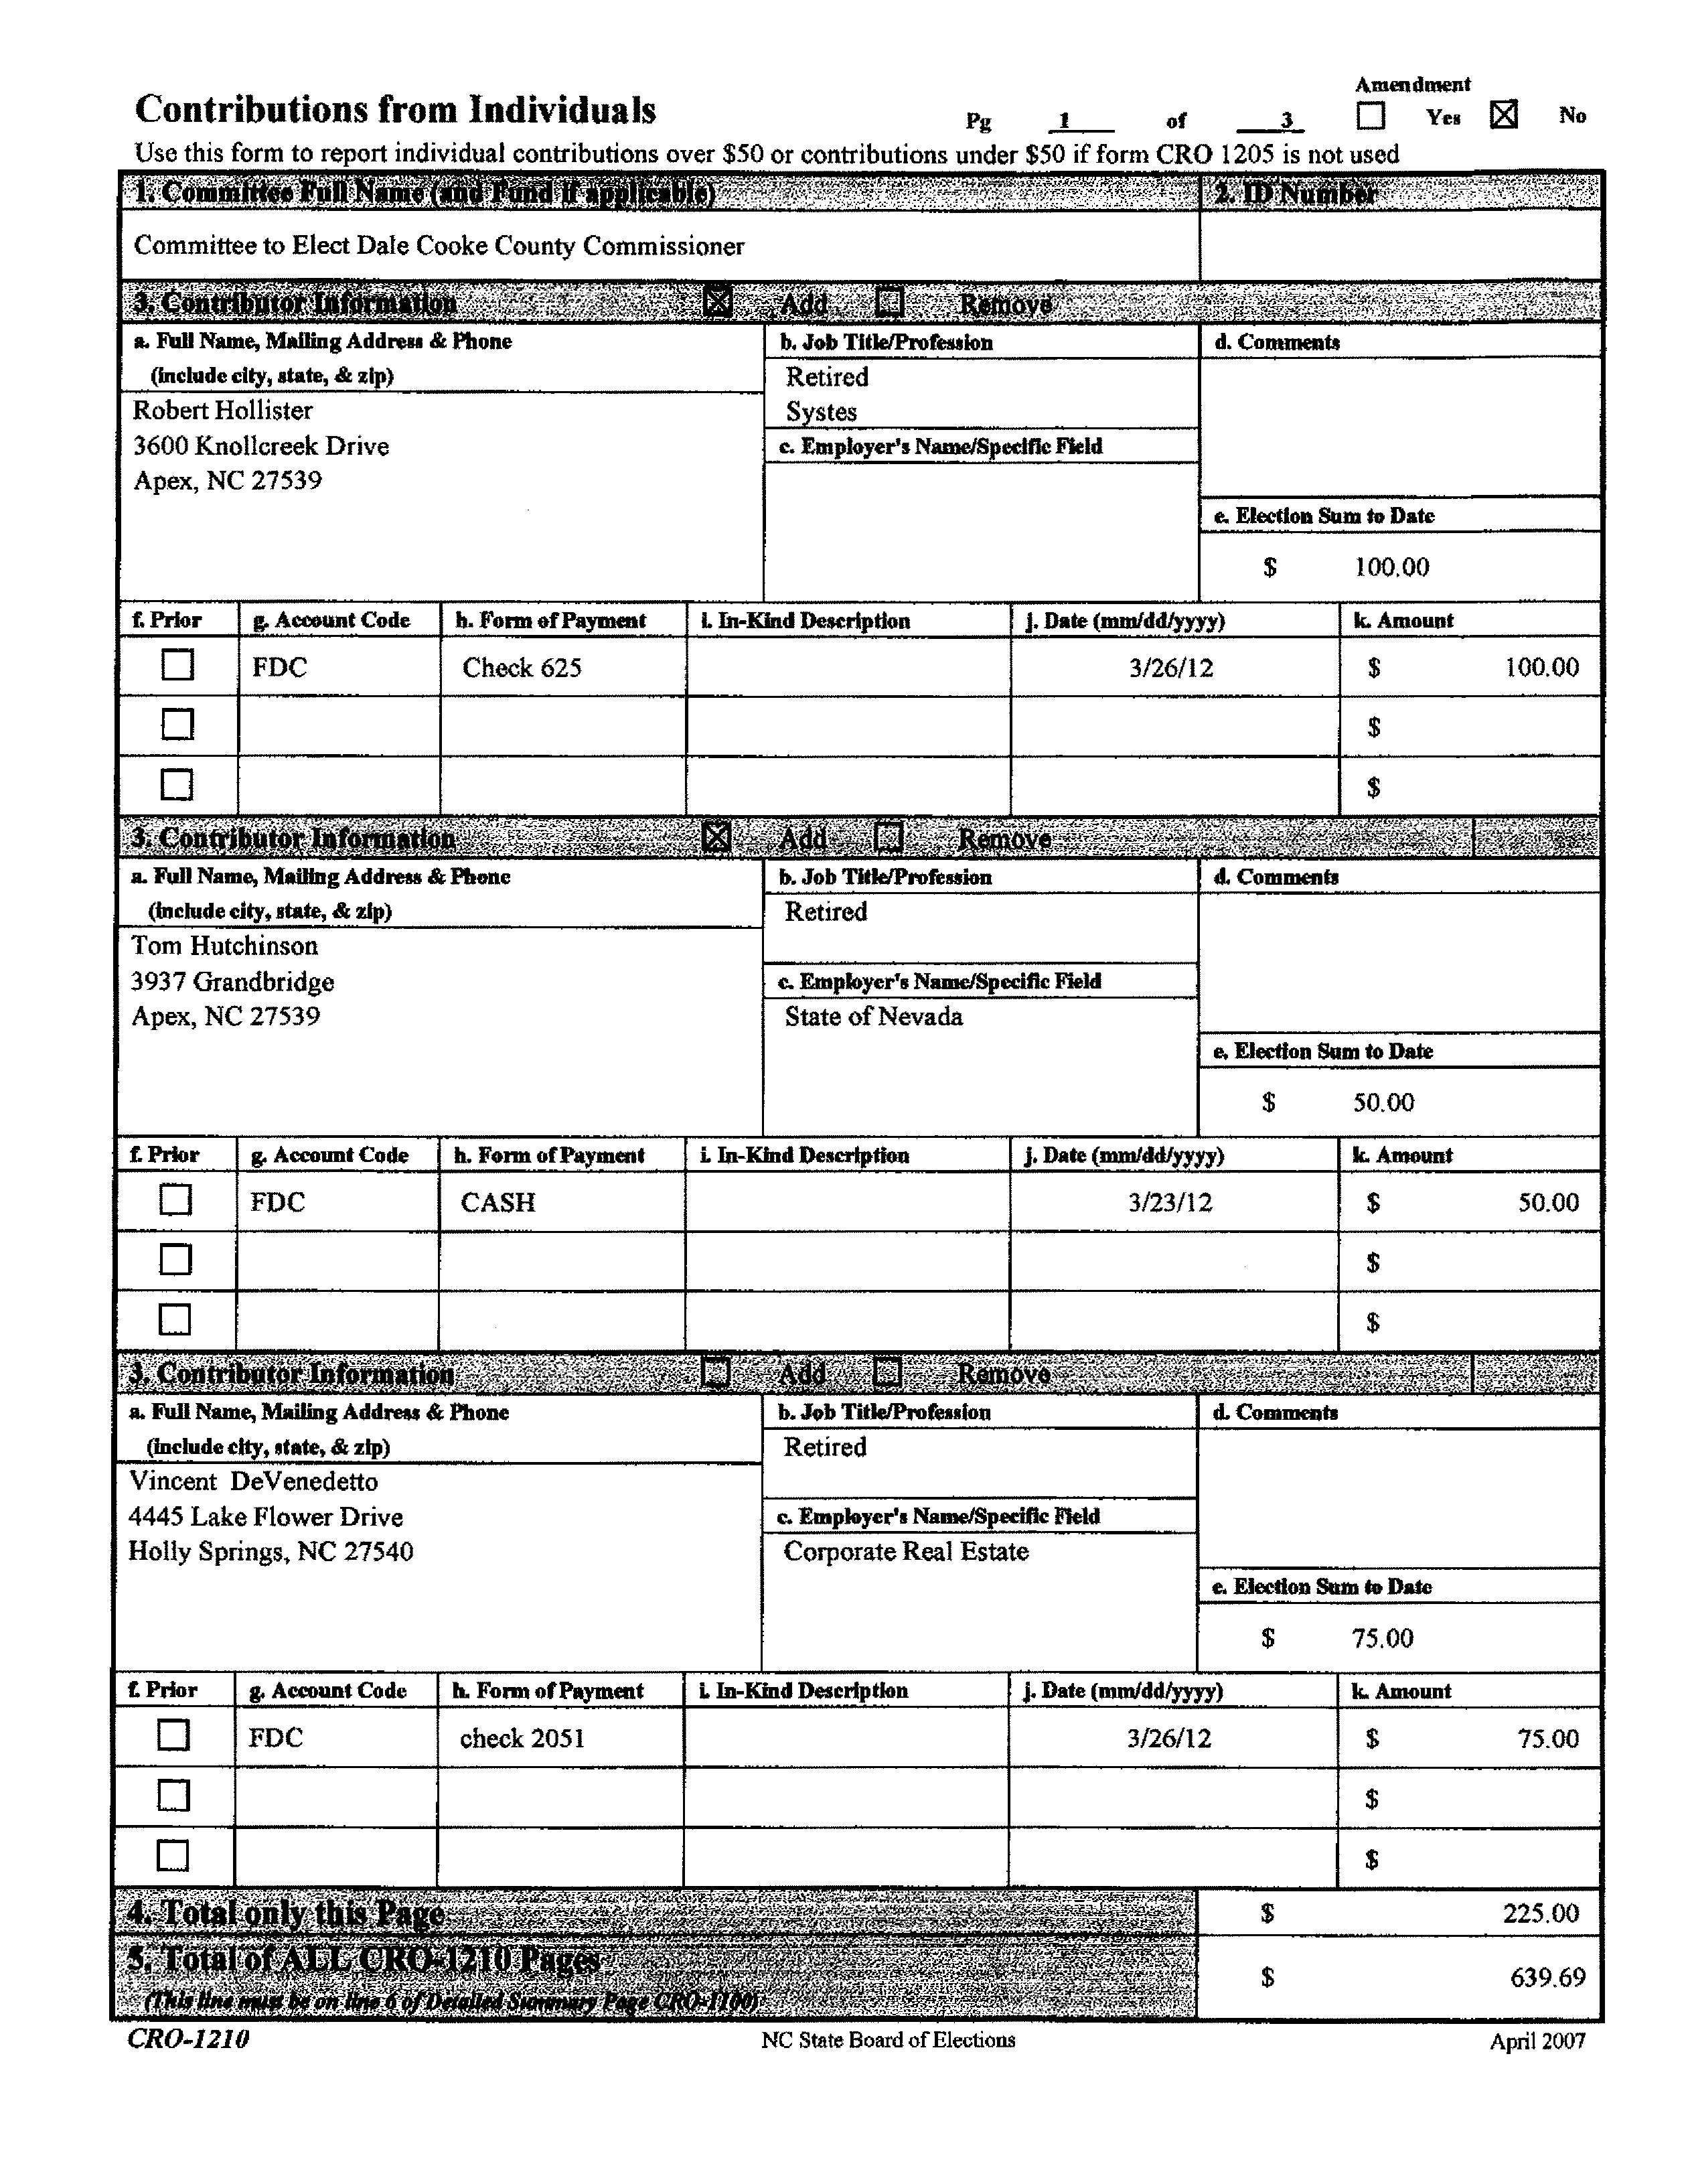 Amendment
Contributions from Individuals Pg 1 of 3 Yes No
Use this form to report individual contributions over $50 or contributions under $50 if form CRO 1205 is not used
1. Committee Full Name (and Fund if applicable) 2. ID Number
Committee to Elect Dale Cooke County Commissioner
3. Contributor Information Add Remove
a. Full Name, Mailing Address & Phone b. Job Title/Profession d. Comments
(include city, state, & zip) Retired
Robert Hollister Systes
3600 Knollcreek Drive c. Employer's Name/Specific Field
Apex, NC 27539
e. Election Sum to Date
$ 100.00
f. Prior g. Account Code h. Form of Payment i. In-Kind Description j. Date (mm/dd/yyyy) k. Amount
FDC Check 625 3/26/12 $ 100.00
$
$
3. Contributor Information Add Remove
a. Full Name, Mailing Address & Phone b. Job Title/Profession d. Comments
(include city, state, & zip) Retired
Tom Hutchinson
3937 Grandbridge c. Employer's Name/Specific Field
Apex, NC 27539 State of Nevada
e. Election Sum to Date
$ 50.00
f. Prior g. Account Code h. Form of Payment i. In-Kind Description j. Date (mm/dd/yyyy) k. Amount
FDC CASH 3/23/12 $ 50.00
$
$
3. Contributor Information Add Remove
a. Full Name, Mailing Address & Phone b. Job Title/Profession d. Comments
(include city, state, & zip) Retired
Vincent DeVenedetto
4445 Lake Flower Drive c. Employer's Name/Specific Field
Holly Springs, NC 27540 Corporate Real Estate
e. Election Sum to Date
$ 75.00
f. Prior g. Account Code h. Form of Payment i. In-Kind Description j. Date (mm/dd/yyyy) k. Amount
FDC check 2051 3/26/12 $ 75.00
$
$
4. Total only this Page $ 225.00
5. Total of ALL CRO-1210 Pages $ 639.69
(This line must be on line 6 of Detailed Summary Page CRO-1100)
CRO-1210 NC State Board of Elections April 2007